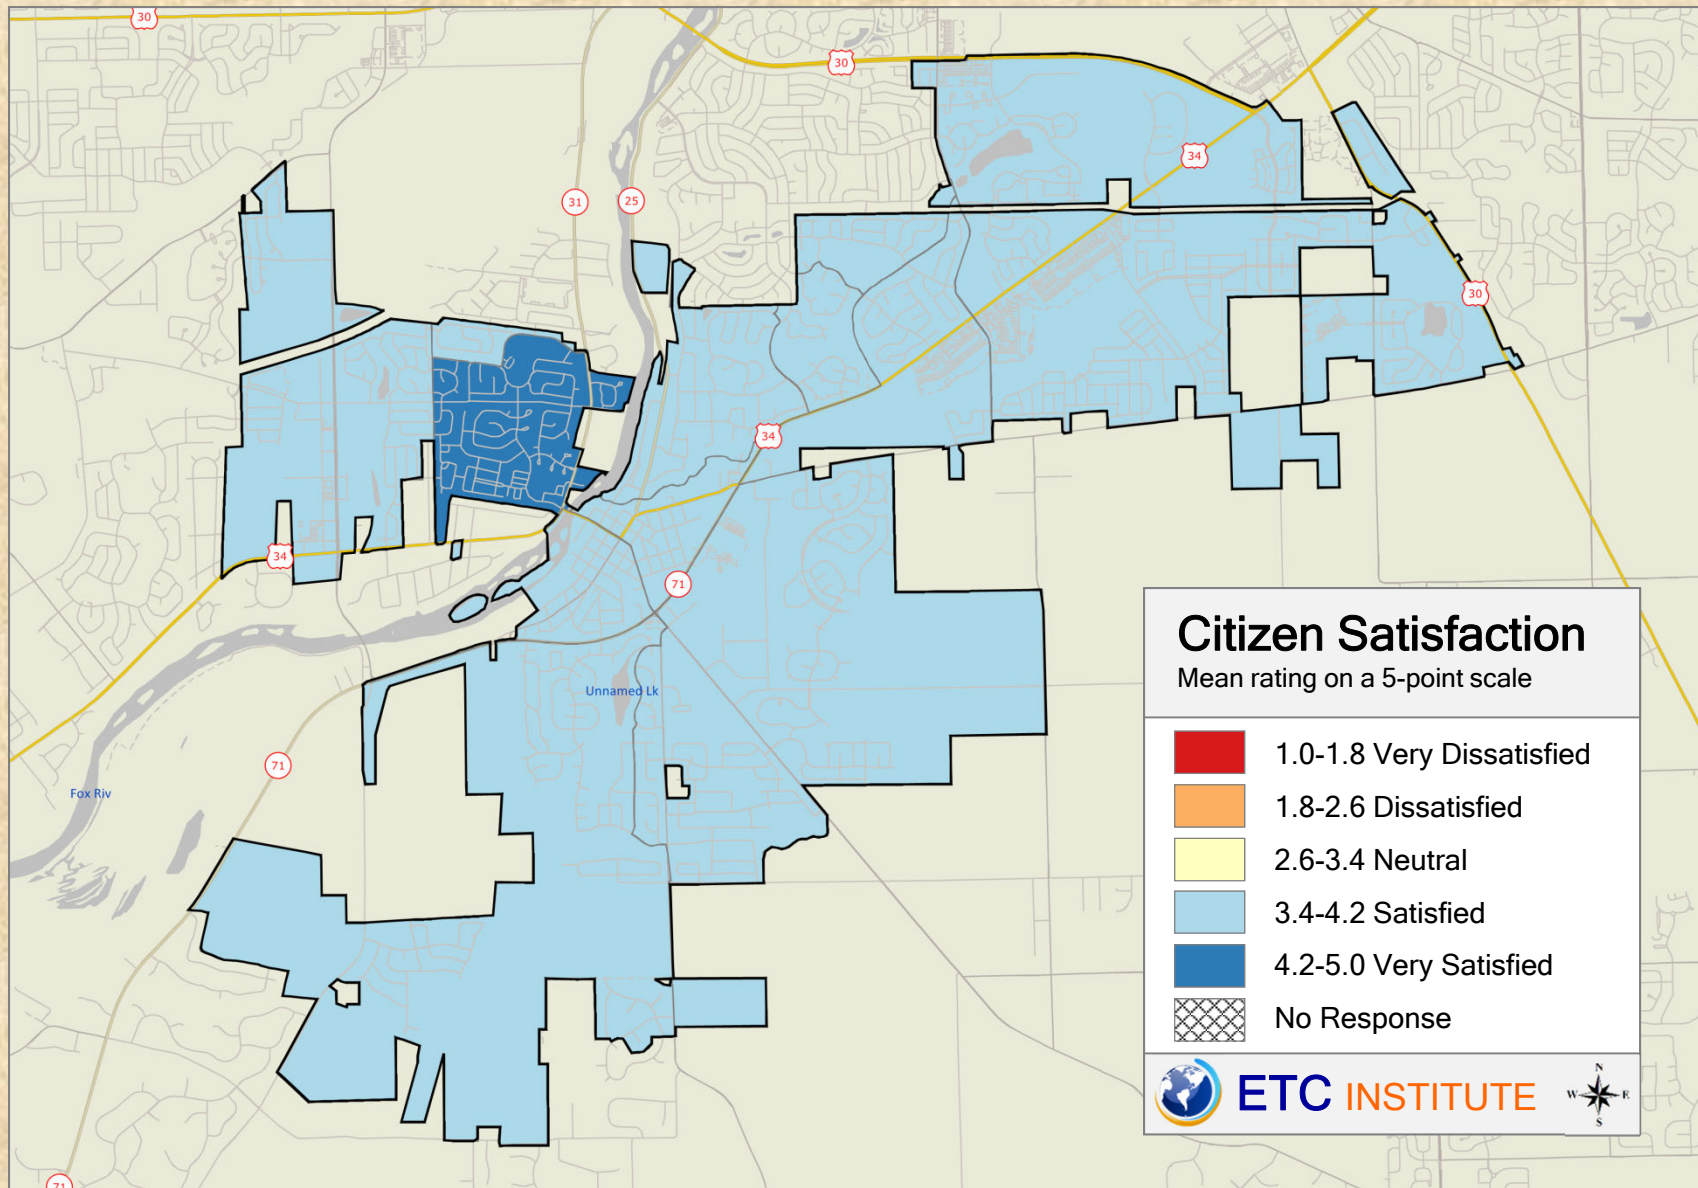 30
30
34
31
25
30
34
34
71
Unnamed Lk
71
Fox Riv
71
Citizen Satisfaction
Mean rating on a 5-point scale
1.0-1.8 Very Dissatisfied
1.8-2.6 Dissatisfied
2.6-3.4 Neutral
3.4-4.2 Satisfied
4.2-5.0 Very Satisfied
No Response
ETC INSTITUTE
N
W E
S